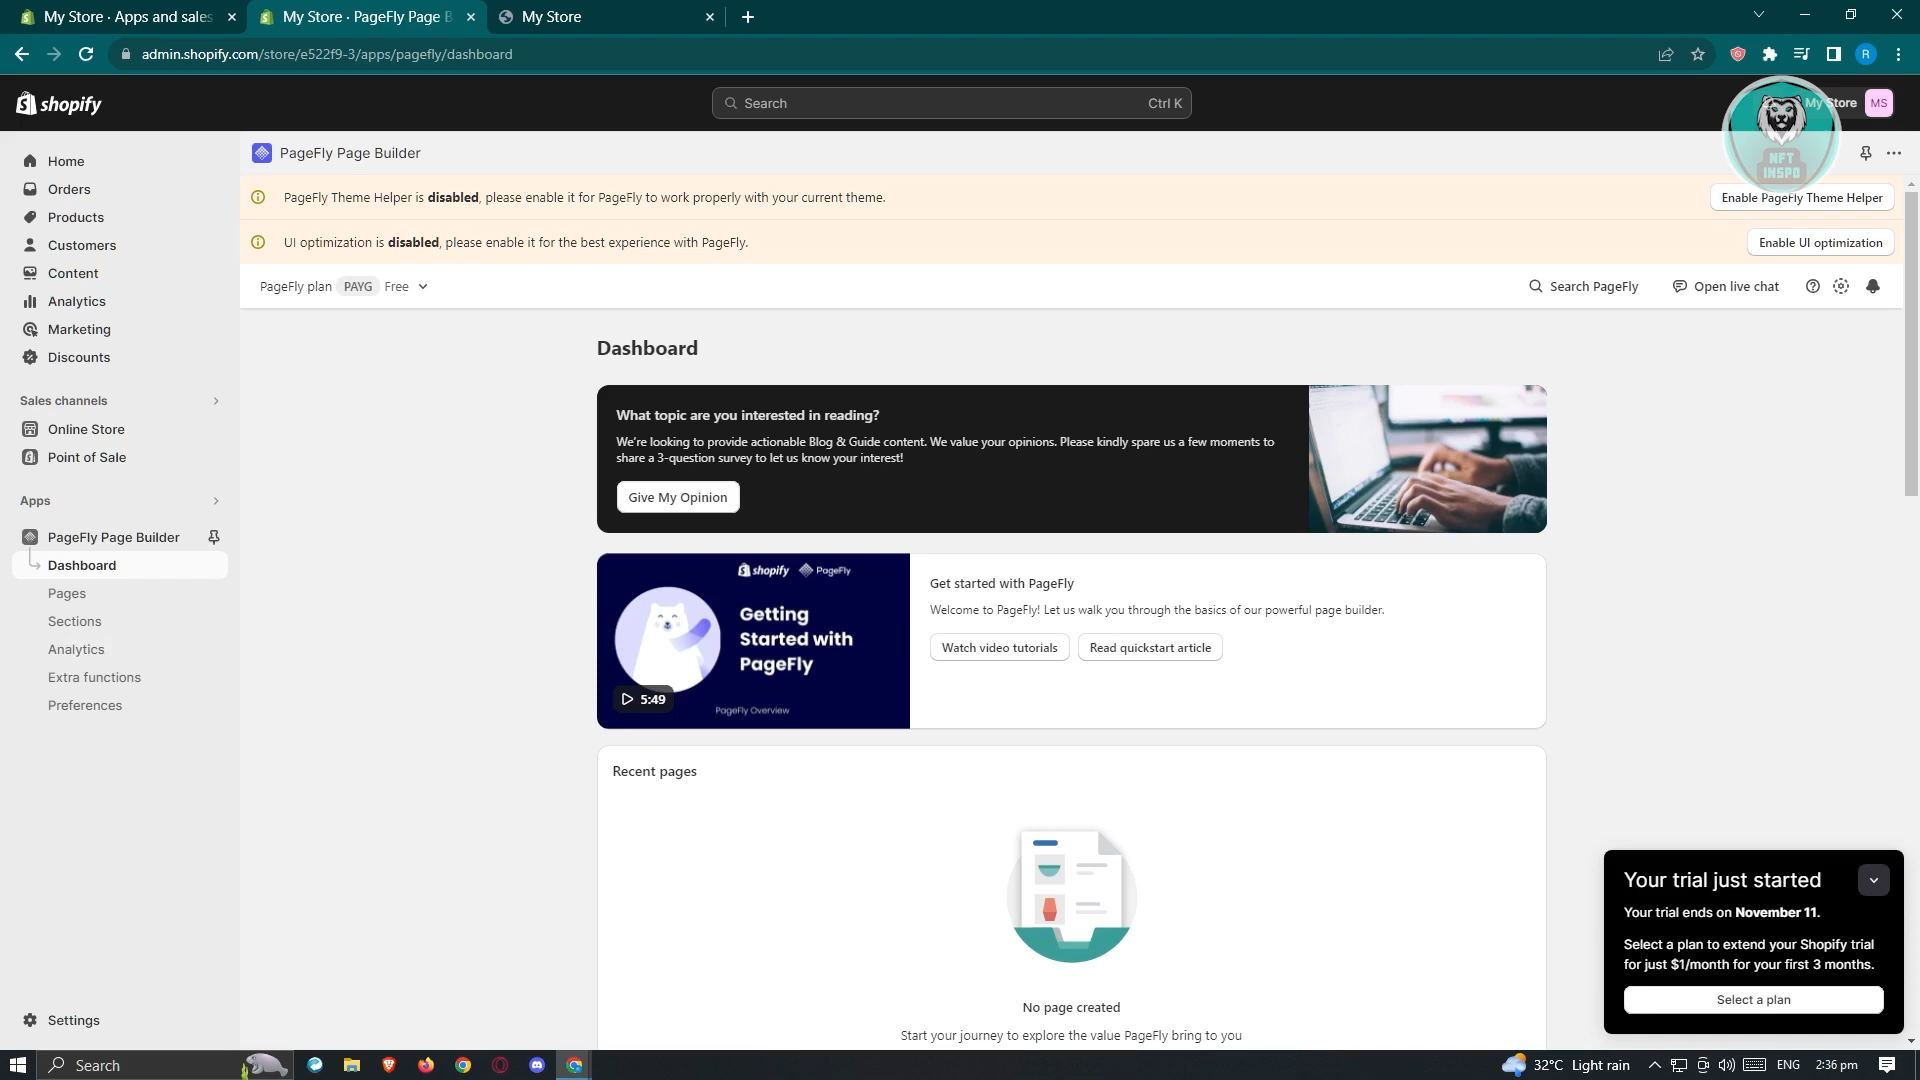 My Store · Apps and sales
My Store · PageFly Page B
My Store
admin.shopify.com/store/e522f9-3/apps/pagefly/dashboard
R
shopify
Search
Ctrl K
My Store
MS
NFT
INSPO
Home
Orders
Products
Customers
Content
Analytics
Marketing
Discounts
Sales channels
Online Store
Point of Sale
Apps
PageFly Page Builder
Dashboard
Pages
Sections
Analytics
Extra functions
Preferences
Settings
PageFly Page Builder
PageFly Theme Helper is disabled, please enable it for PageFly to work properly with your current theme.
Enable PageFly Theme Helper
UI optimization is disabled, please enable it for the best experience with PageFly.
Enable UI optimization
PageFly plan PAYG Free
Search PageFly
Open live chat
Dashboard
What topic are you interested in reading?
We're looking to provide actionable Blog & Guide content. We value your opinions. Please kindly spare us a few moments to
share a 3-question survey to let us know your interest!
Give My Opinion
shopify PageFly
Getting
Started with
PageFly
5:49
PageFly Overview
Get started with PageFly
Welcome to PageFly! Let us walk you through the basics of our powerful page builder.
Watch video tutorials
Read quickstart article
Recent pages
No page created
Start your journey to explore the value PageFly bring to you
Your trial just started
Your trial ends on November 11.
Select a plan to extend your Shopify trial
for just $1/month for your first 3 months.
Select a plan
Search
32°C Light rain
ENG
2:36 pm